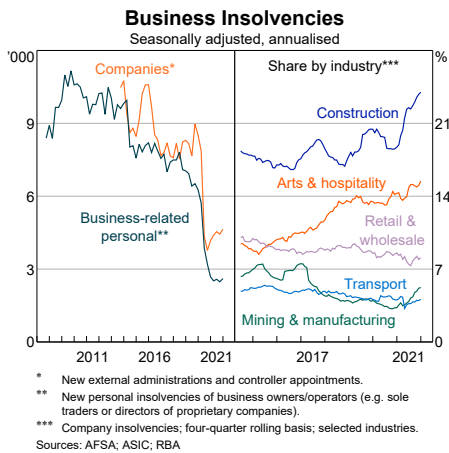 Business Insolvencies
Seasonally adjusted, annualised
’000
%
Companies*
Share by industry***
Construction
9
21
Arts & hospitality
6
14
Business-related
personal**
Retail &
wholesale
3
7
Transport
Mining & manufacturing
0
0
2011
2016
2021
2017
2021
* New external administrations and controller appointments.
** New personal insolvencies of business owners/operators (e.g. sole
traders or directors of proprietary companies).
*** Company insolvencies; four-quarter rolling basis; selected industries.
Sources: AFSA; ASIC; RBA